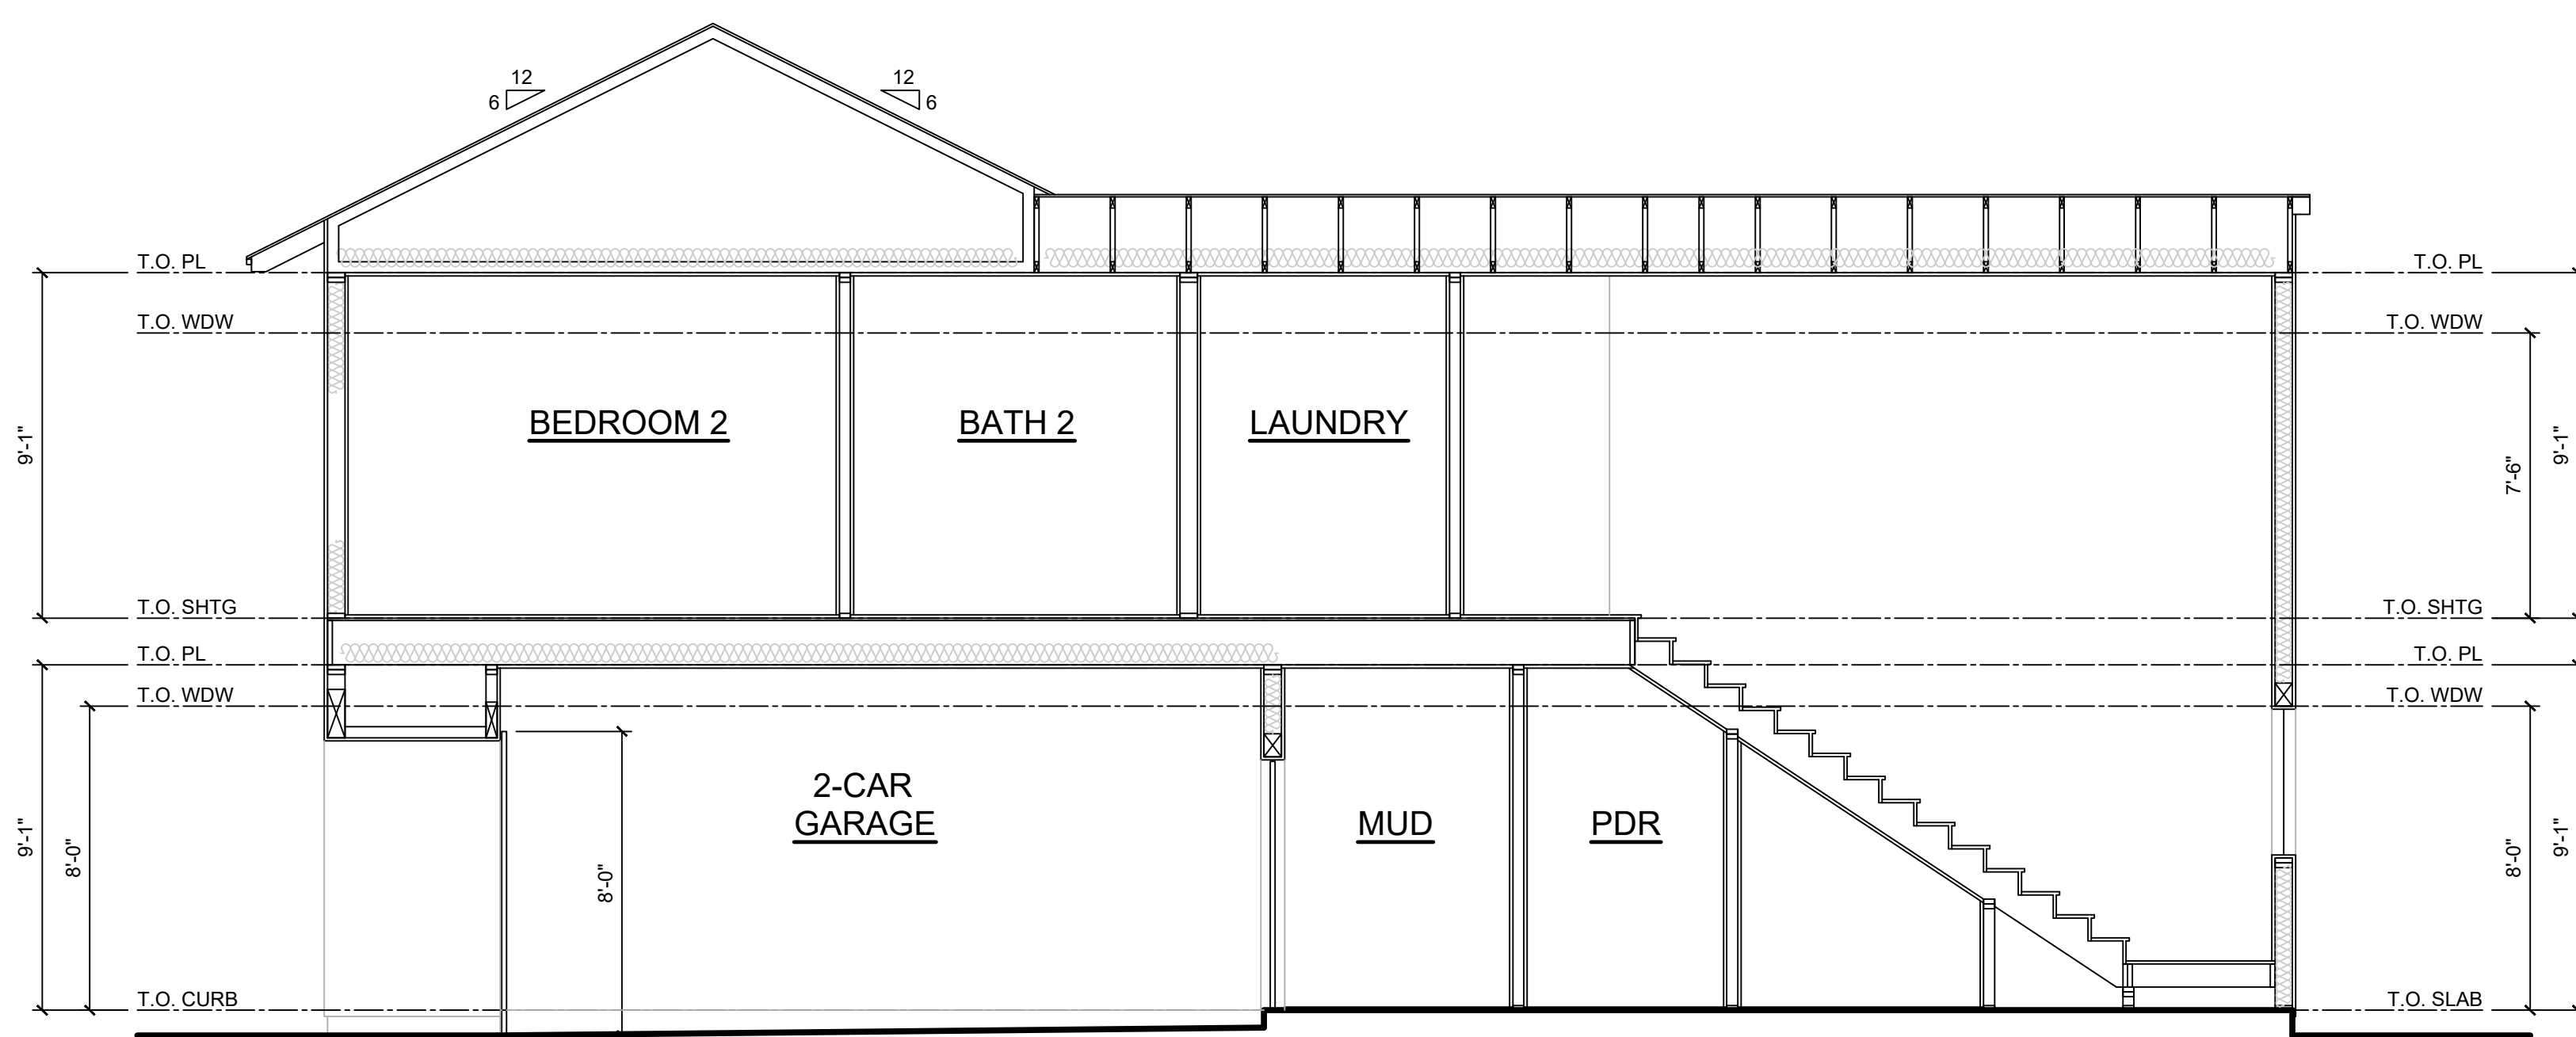 12
6
12
6
T.O. PL
T.O. PL
T.O. WDW
T.O. WDW
BEDROOM 2
BATH 2
LAUNDRY
9'-1"
9'-1"
7'-6"
T.O. SHTG
T.O. SHTG
T.O. PL
T.O. PL
T.O. WDW
T.O. WDW
2-CAR
GARAGE
MUD
PDR
9'-1"
8'-0"
8'-0"
8'-0"
9'-1"
T.O. CURB
T.O. SLAB